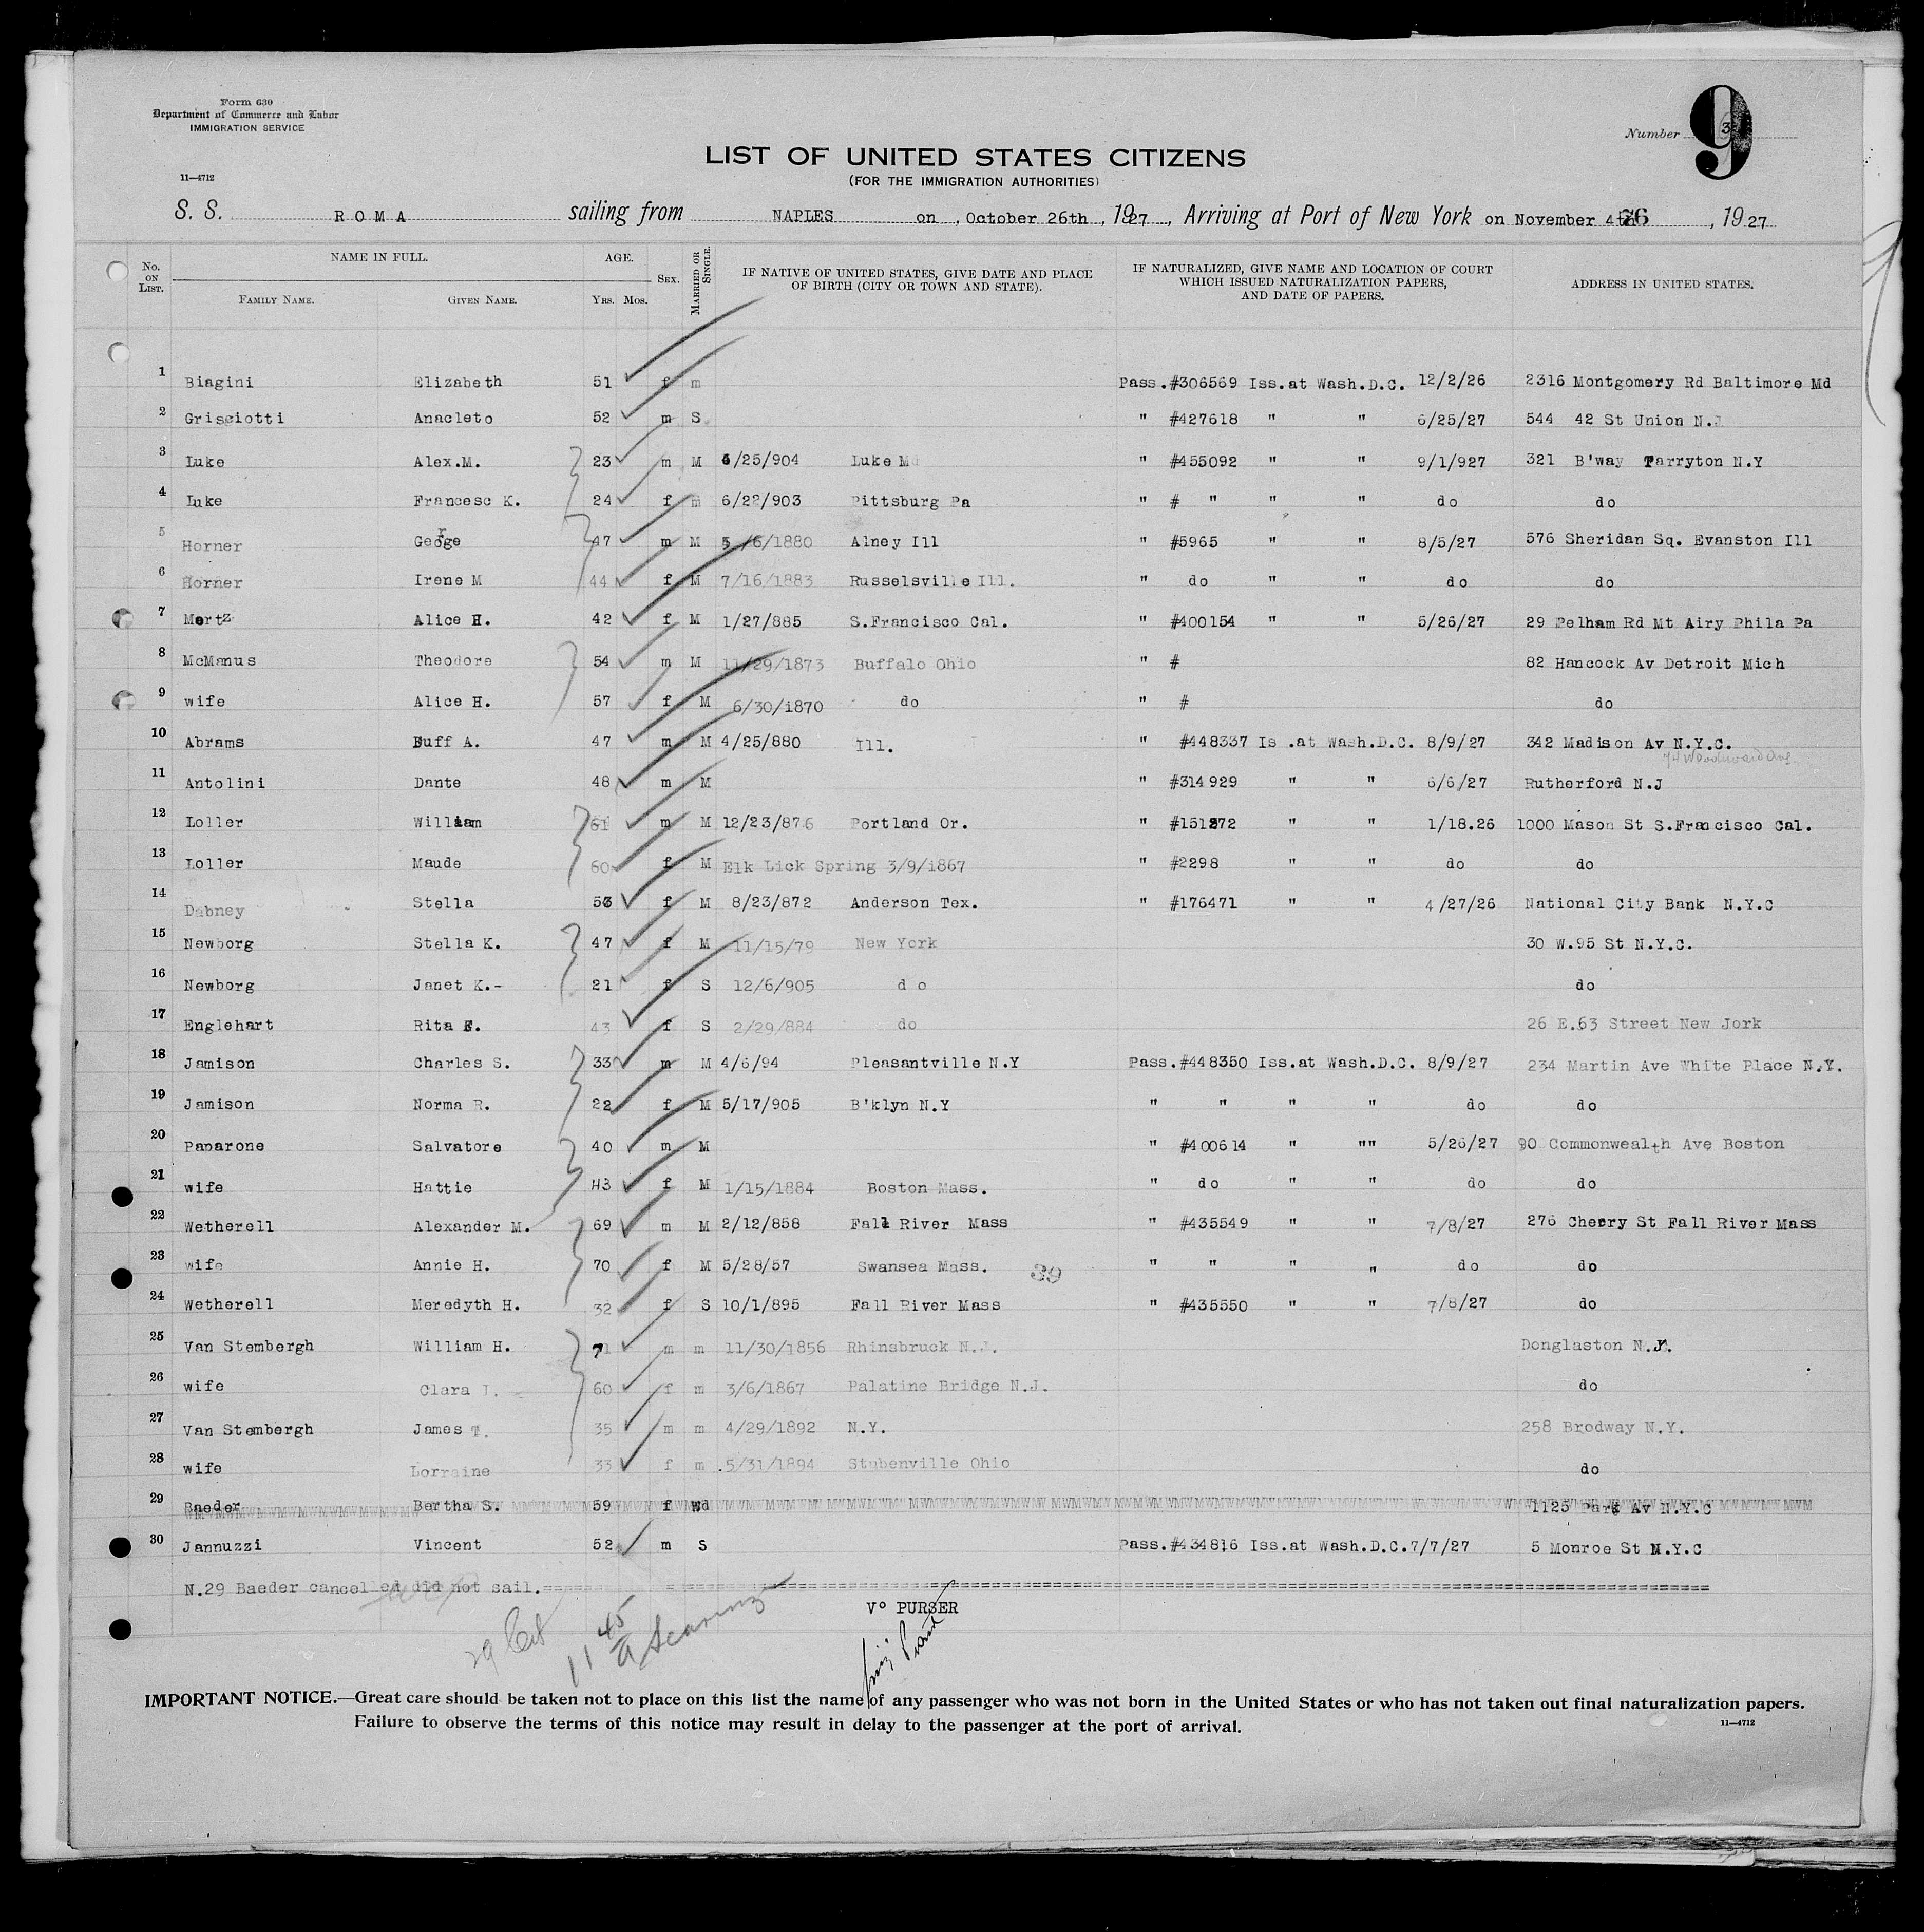 Form 630
Department of Commerce and Labor
IMMIGRATION SERVICE
Number 9
LIST OF UNITED STATES CITIZENS
(FOR THE IMMIGRATION AUTHORITIES)
11—4712
S. S. ROMA sailing from NAPLES on , October 26th , 1927 , Arriving at Port of New York on November 4th , 1927
No. ON LIST. NAME IN FULL. FAMILY NAME. GIVEN NAME. AGE. YRS. MOS. SEX. MARRIED OR SINGLE. IF NATIVE OF UNITED STATES, GIVE DATE AND PLACE OF BIRTH (CITY OR TOWN AND STATE). IF NATURALIZED, GIVE NAME AND LOCATION OF COURT WHICH ISSUED NATURALIZATION PAPERS, AND DATE OF PAPERS. ADDRESS IN UNITED STATES.
1 Biagini Elizabeth 51 f m Pass.#306569 Iss.at Wash.D.C. 12/2/26 2316 Montgomery Rd Baltimore Md
2 Grisciotti Anacleto 52 m S " #427618 " " 6/25/27 544 42 St Union N.J
3 Luke Alex.M. 23 m M /25/904 Luke Md " #455092 " " 9/1/927 321 B'way Tarryton N.Y
4 Luke Francesc K. 24 f m 6/22/903 Pittsburg Pa " # " " " do do
5 Horner George 47 m M 5/6/1880 Alney Ill " #5965 " " 8/5/27 576 Sheridan Sq. Evanston Ill
6 Horner Irene M 44 f M 7/16/1883 Russelsville Ill. " do " " do do
7 Mertz Alice H. 42 f M 1/27/885 S.Francisco Cal. " #400154 " " 5/26/27 29 Pelham Rd Mt Airy Phila Pa
8 McManus Theodore 54 m M 11/29/1873 Buffalo Ohio " # 82 Hancock Av Detroit Mich
9 wife Alice H. 57 f M 6/30/i870 do " # do
10 Abrams Euff A. 47 m M 4/25/880 Ill. " #448337 Is .at Wash.D.C. 8/9/27 342 Madison Av N.Y.C.
74 Woodward Ave.
11 Antolini Dante 48 m M " #314929 " " 6/6/27 Rutherford N.J
12 Loller William 51 m M 12/23/876 Portland Or. " #151272 " " 1/18.26 1000 Mason St S.Francisco Cal.
13 Loller Maude 60 f M Elk Lick Spring 3/9/i867 " #2298 " " do do
14 Dabney Stella 53 f M 8/23/872 Anderson Tex. " #176471 " " 4/27/26 National City Bank N.Y.C
15 Newborg Stella K. 47 f M 11/15/79 New York 30 W.95 St N.Y.C.
16 Newborg Janet K.- 21 f S 12/6/905 d o do
17 Englehart Rita F. 43 f S 2/29/884 do 26 E.63 Street New Jork
18 Jamison Charles S. 33 m M 4/6/94 Pleasantville N.Y Pass.#448350 Iss.at Wash.D.C. 8/9/27 234 Martin Ave White Place N.Y.
19 Jamison Norma R. 22 f M 5/17/905 B'klyn N.Y " " " " do do
20 Paparone Salvatore 40 m M " #400614 " "" 5/26/27 90 Commonwealth Ave Boston
21 wife Hattie 43 f M 1/15/1884 Boston Mass. " do " " do do
22 Wetherell Alexander M. 69 m M 2/12/858 Fall River Mass " #435549 " " 7/8/27 276 Cherry St Fall River Mass
23 wife Annie H. 70 f M 5/28/57 Swansea Mass. 39 " " " " do do
24 Wetherell Meredyth H. 32 f S 10/1/895 Fall River Mass " #435550 " " 7/8/27 do
25 Van Stembergh William H. 71 m m 11/30/1856 Rhinsbruck N.J. Donglaston N.J.
26 wife Clara I. 60 f m 3/6/1867 Palatine Bridge N.J. do
27 Van Stembergh James T. 35 m m 4/29/1892 N.Y. 258 Brodway N.Y.
28 wife Lorraine 33 f m .5/31/1894 Stubenville Ohio do
29 Baeder Bertha S. 59 f Wd 1125 Park Av N.Y.C
30 Jannuzzi Vincent 52 m S Pass.#434816 Iss.at Wash.D.C.7/7/27 5 Monroe St N.Y.C
N.29 Baeder cancelled did not sail.
V° PURSER
11 45
IMPORTANT NOTICE.—Great care should be taken not to place on this list the name of any passenger who was not born in the United States or who has not taken out final naturalization papers.
Failure to observe the terms of this notice may result in delay to the passenger at the port of arrival.
11—4712